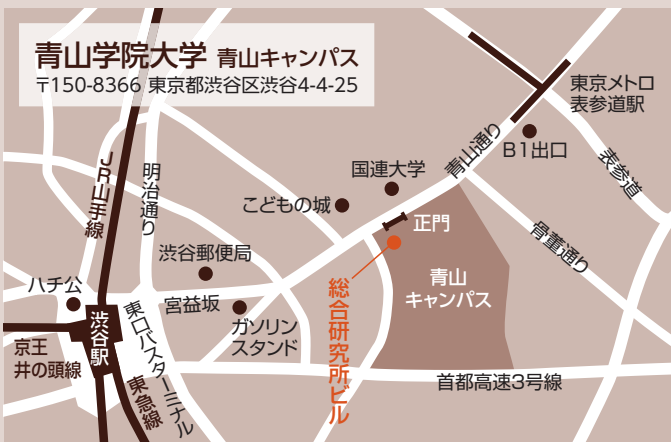 青山学院大学 青山キャンパス
〒150-8366 東京都渋谷区渋谷4-4-25
東京メトロ
表参道駅
B1出口
青山通り
表参道
国連大学
こどもの城
正門
骨董通り
JR山手線
明治通り
渋谷郵便局
青山
キャンパス
ハチ公
宮益坂
総合研究所ビル
渋谷駅
東口バスターミナル
ガソリン
スタンド
京王
井の頭線
東急線
首都高速3号線